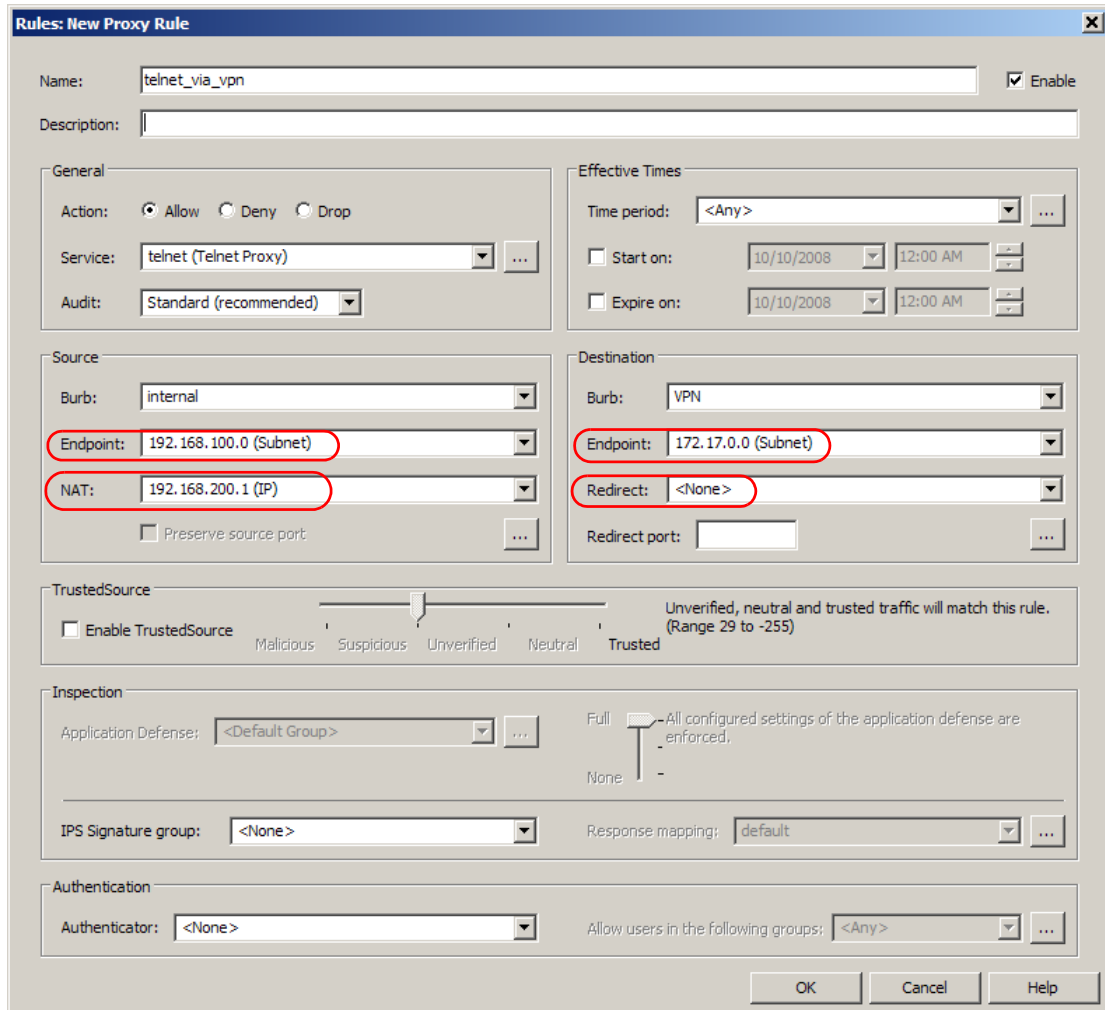 Rules: New Proxy Rule
Name: telnet_via_vpn Enable
Description:
General
Action: Allow Deny Drop
Service: telnet (Telnet Proxy) ...
Audit: Standard (recommended)
Effective Times
Time period: <Any> ...
Start on: 10/10/2008 12:00 AM
Expire on: 10/10/2008 12:00 AM
Source
Burb: internal
Endpoint: 192.168.100.0 (Subnet)
NAT: 192.168.200.1 (IP)
Preserve source port ...
Destination
Burb: VPN
Endpoint: 172.17.0.0 (Subnet)
Redirect: <None>
Redirect port: ...
TrustedSource
Enable TrustedSource
Malicious Suspicious Unverified Neutral Trusted
Unverified, neutral and trusted traffic will match this rule.
(Range 29 to -255)
Inspection
Application Defense: <Default Group> ...
Full All configured settings of the application defense are
enforced.
None
IPS Signature group: <None>
Response mapping: default ...
Authentication
Authenticator: <None>
Allow users in the following groups: <Any> ...
OK Cancel Help